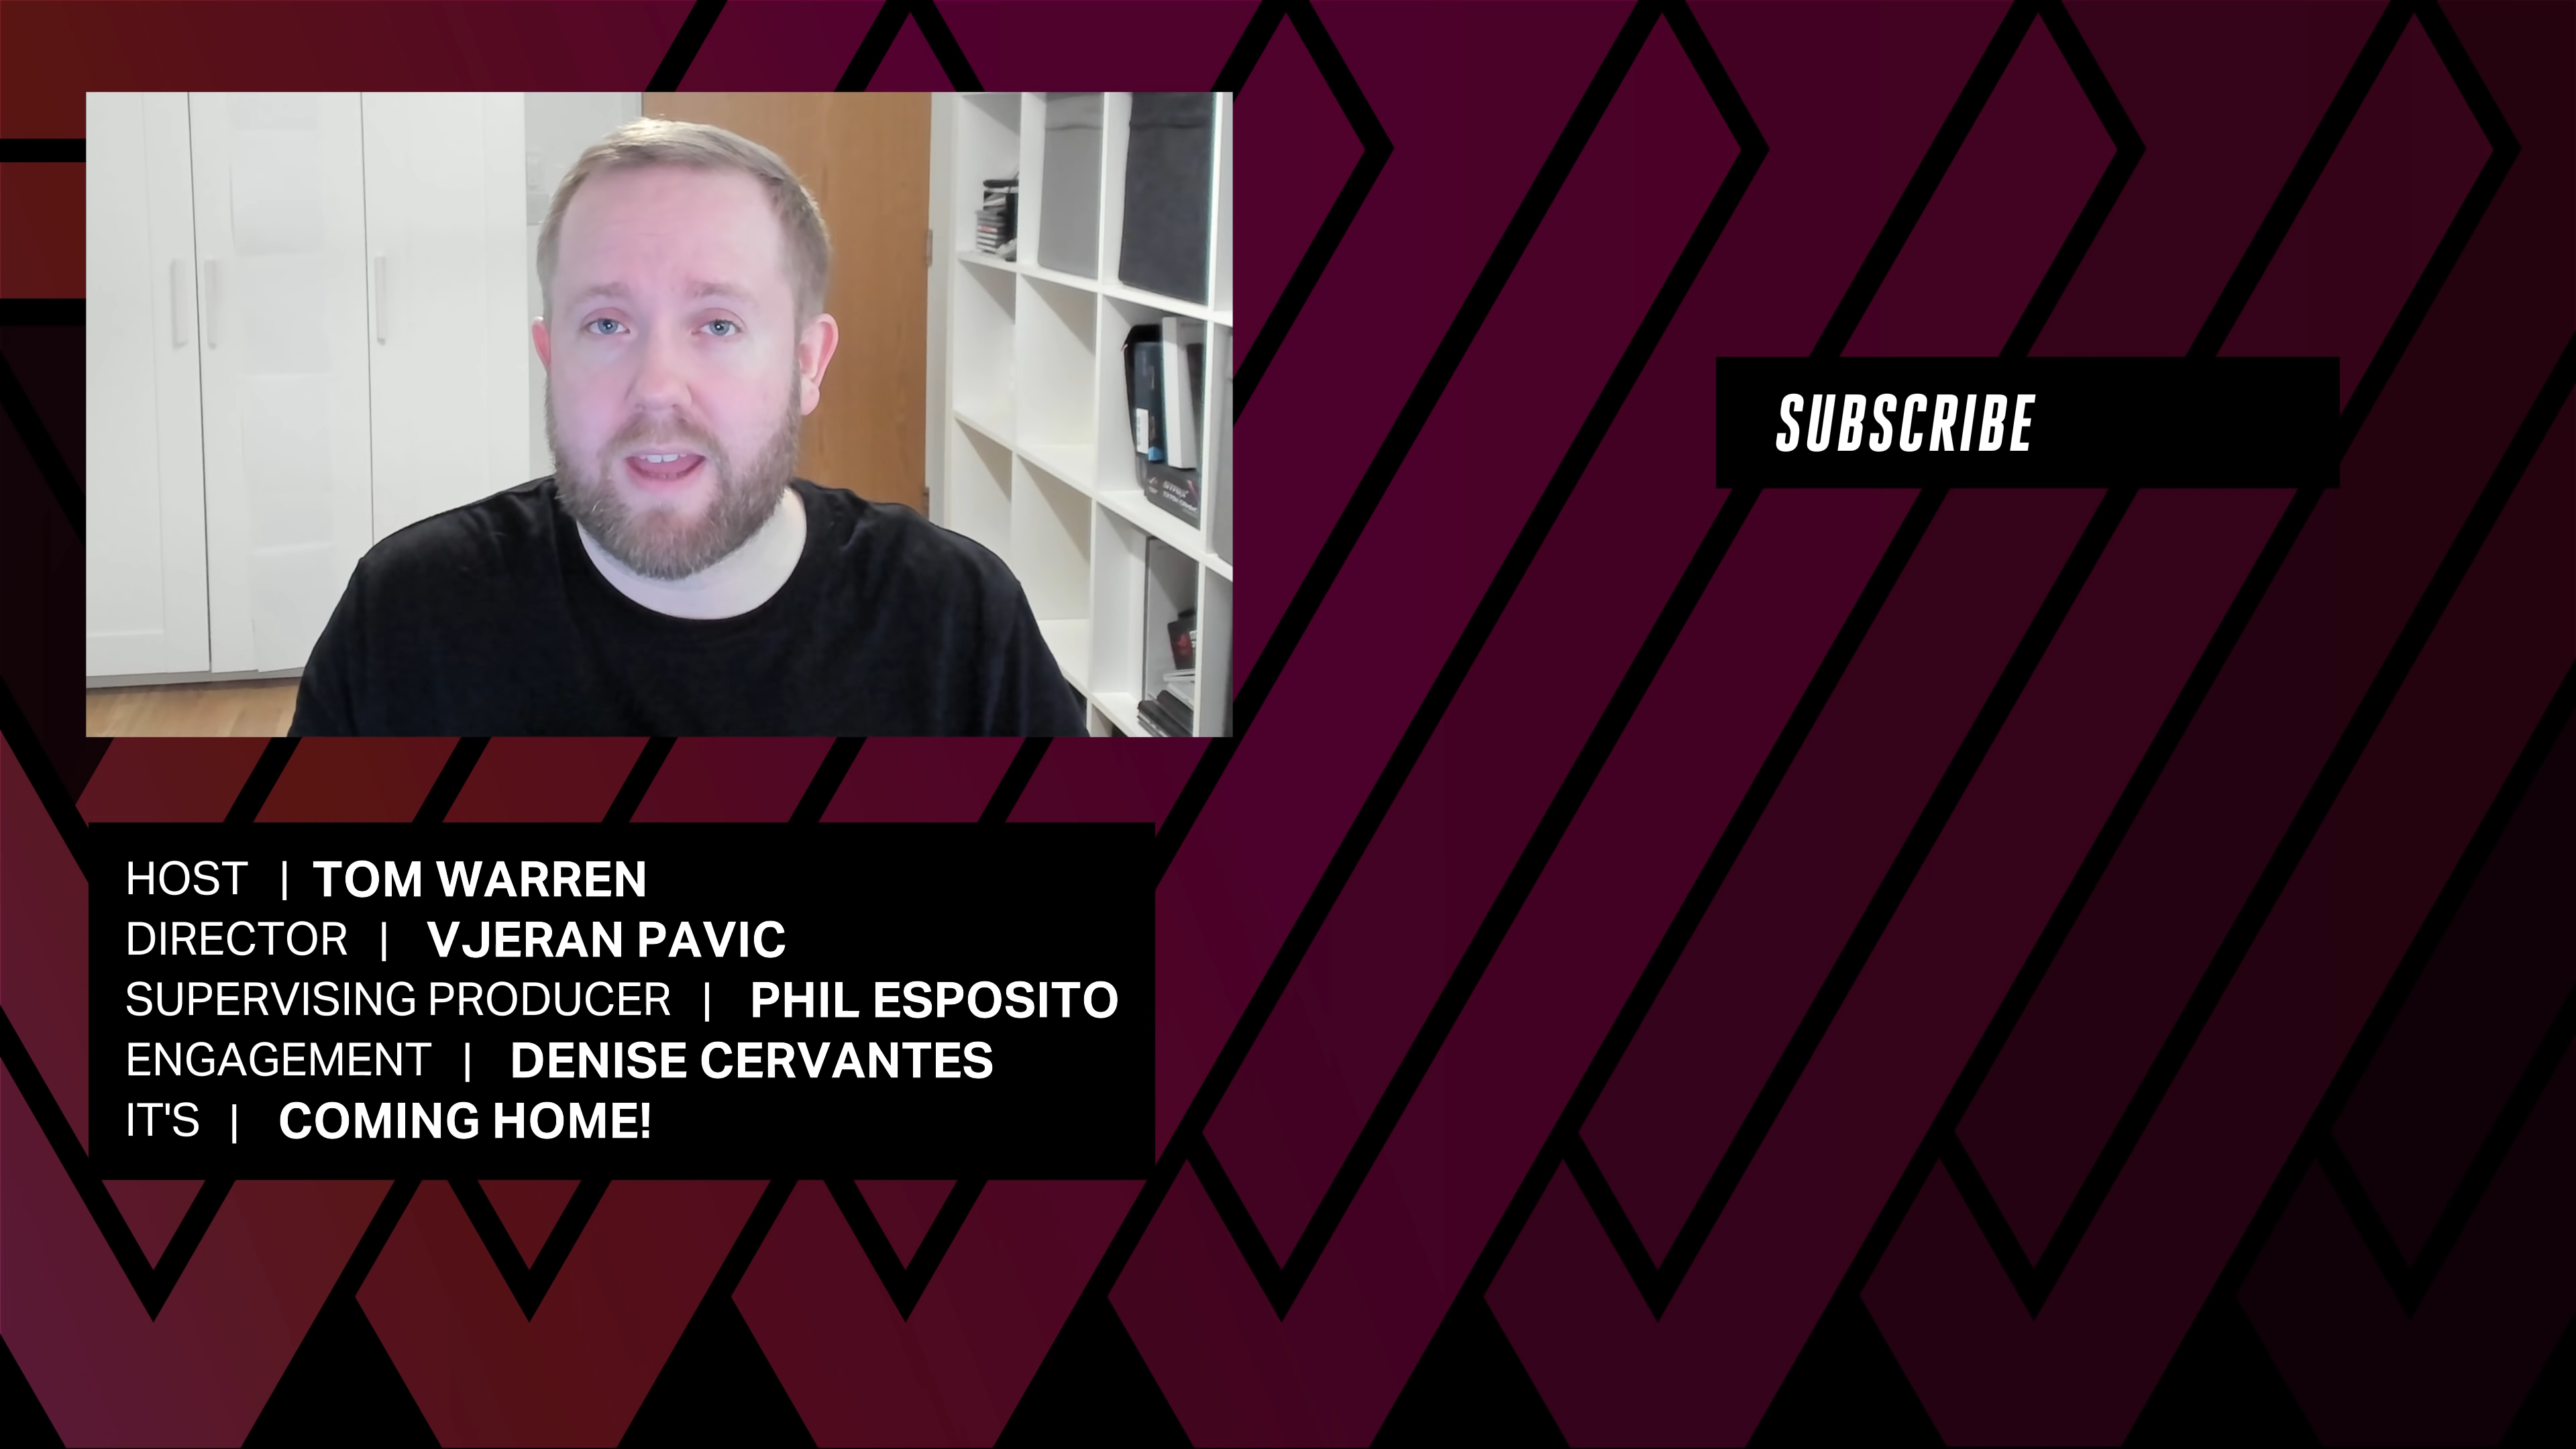 SUBSCRIBE
HOST | TOM WARREN
DIRECTOR | VJERAN PAVIC
SUPERVISING PRODUCER | PHIL ESPOSITO
ENGAGEMENT | DENISE CERVANTES
IT'S | COMING HOME!